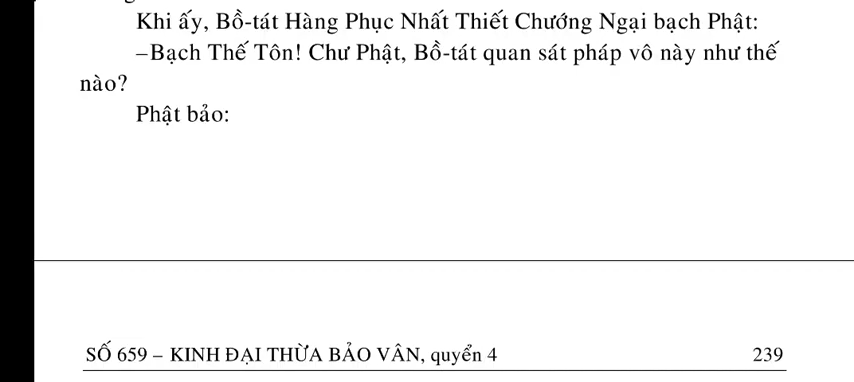 Khi ấy, Bồ-tát Hàng Phục Nhất Thiết Chướng Ngại bạch Phật:
–Bạch Thế Tôn! Chư Phật, Bồ-tát quan sát pháp vô này như thế
nào?
Phật bảo:
SỐ 659 – KINH ĐẠI THỪA BẢO VÂN, quyển 4 239